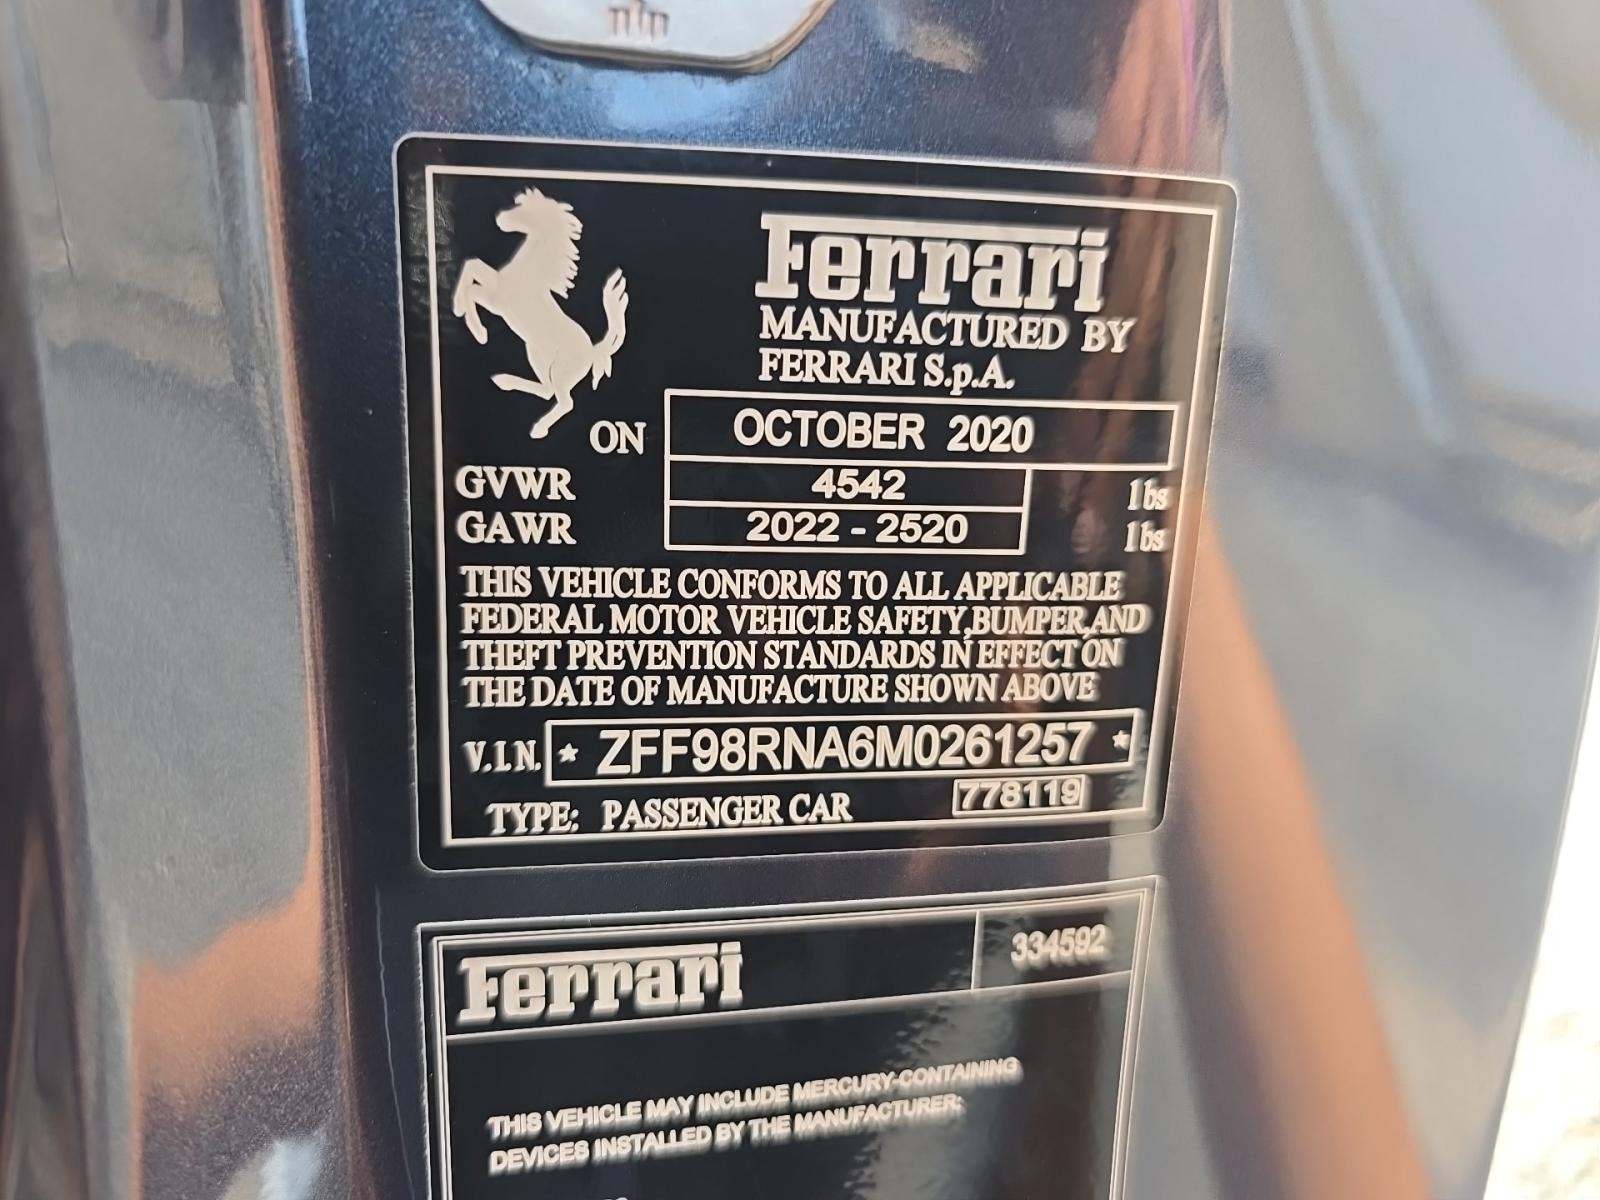 Ferrari
MANUFACTURED BY
FERRARI S.p.A.
ON OCTOBER 2020
GVWR 4542 lbs
GAWR 2022 - 2520 lbs
THIS VEHICLE CONFORMS TO ALL APPLICABLE
FEDERAL MOTOR VEHICLE SAFETY,BUMPER,AND
THEFT PREVENTION STANDARDS IN EFFECT ON
THE DATE OF MANUFACTURE SHOWN ABOVE
V.I.N. * ZFF98RNA6M0261257 *
TYPE: PASSENGER CAR 778119
Ferrari 334592
THIS VEHICLE MAY INCLUDE MERCURY-CONTAINING
DEVICES INSTALLED BY THE MANUFACTURER: